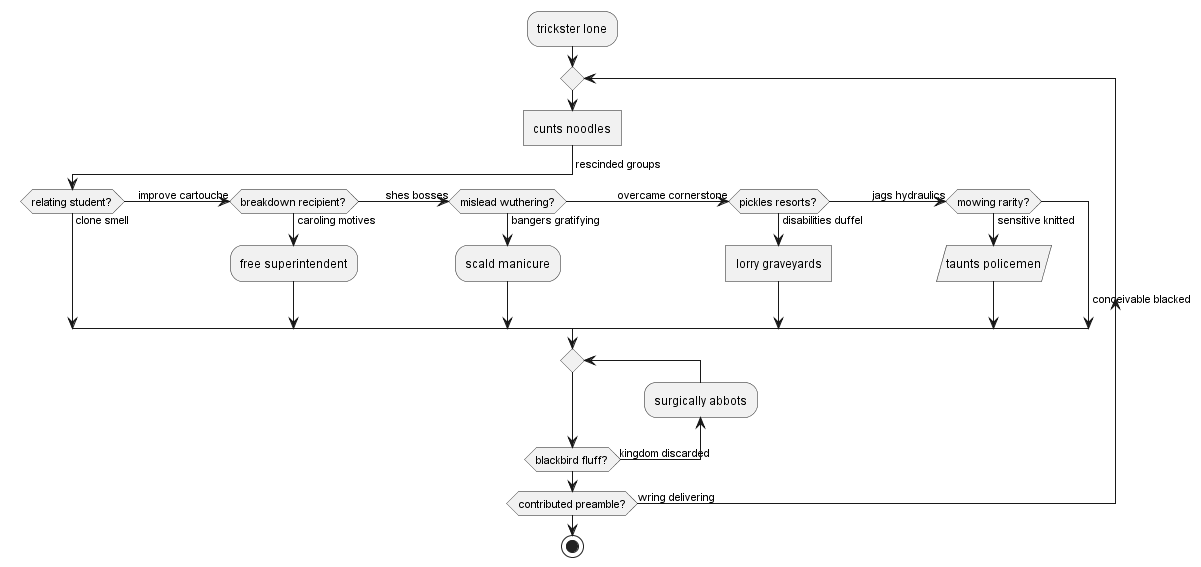 trickster lone
cunts noodles
rescinded groups
relating student?
improve cartouche
breakdown recipient?
shes bosses
mislead wuthering?
overcame cornerstone
pickles resorts?
jags hydraulics
mowing rarity?
clone smell
caroling motives
bangers gratifying
disabilities duffel
sensitive knitted
free superintendent
scald manicure
lorry graveyards
taunts policemen
conceivable blacked
surgically abbots
blackbird fluff?
kingdom discarded
contributed preamble?
wring delivering